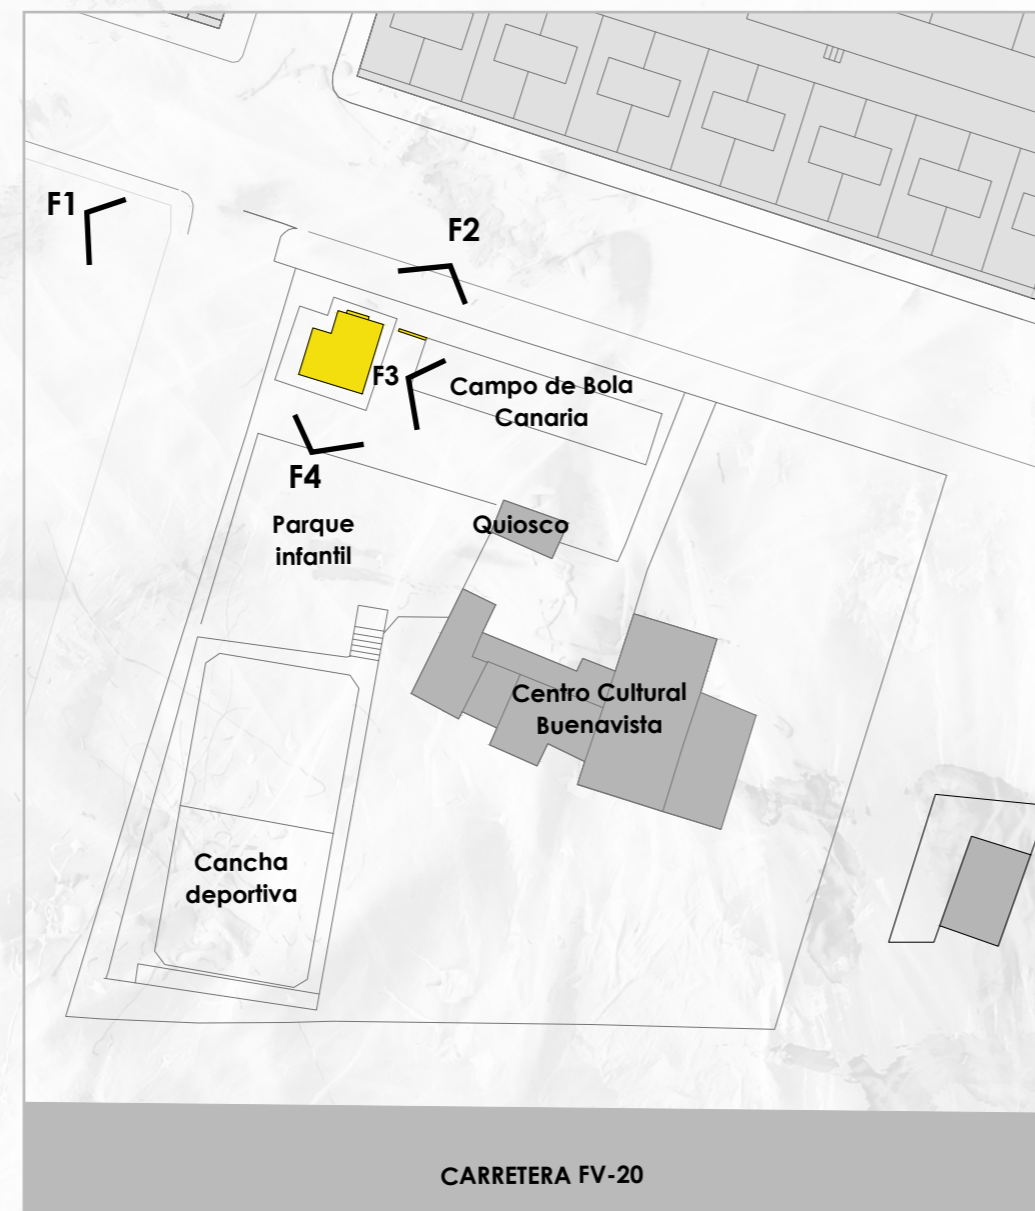 F1
F2
F3
Campo de Bola
Canaria
F4
Parque
infantil
Quiosco
Centro Cultural
Buenavista
Cancha
deportiva
CARRETERA FV-20